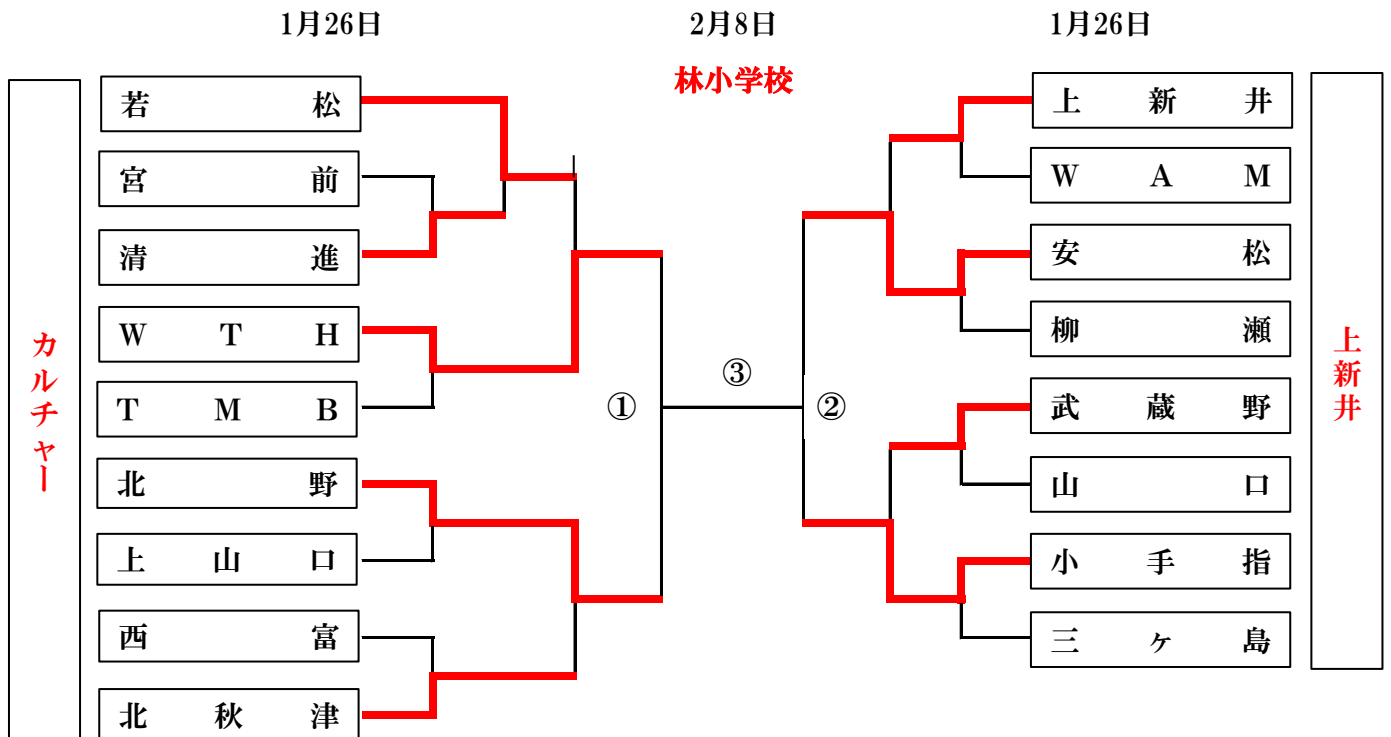 1月26日
2月8日
1月26日
林小学校
カルチャー
若松
宮前
清進
WTH
TMB
北野
上山口
西富
北秋津
①
③
②
上新井
WAM
安松
柳瀬
武蔵野
山口
小手指
三ヶ島
上新井